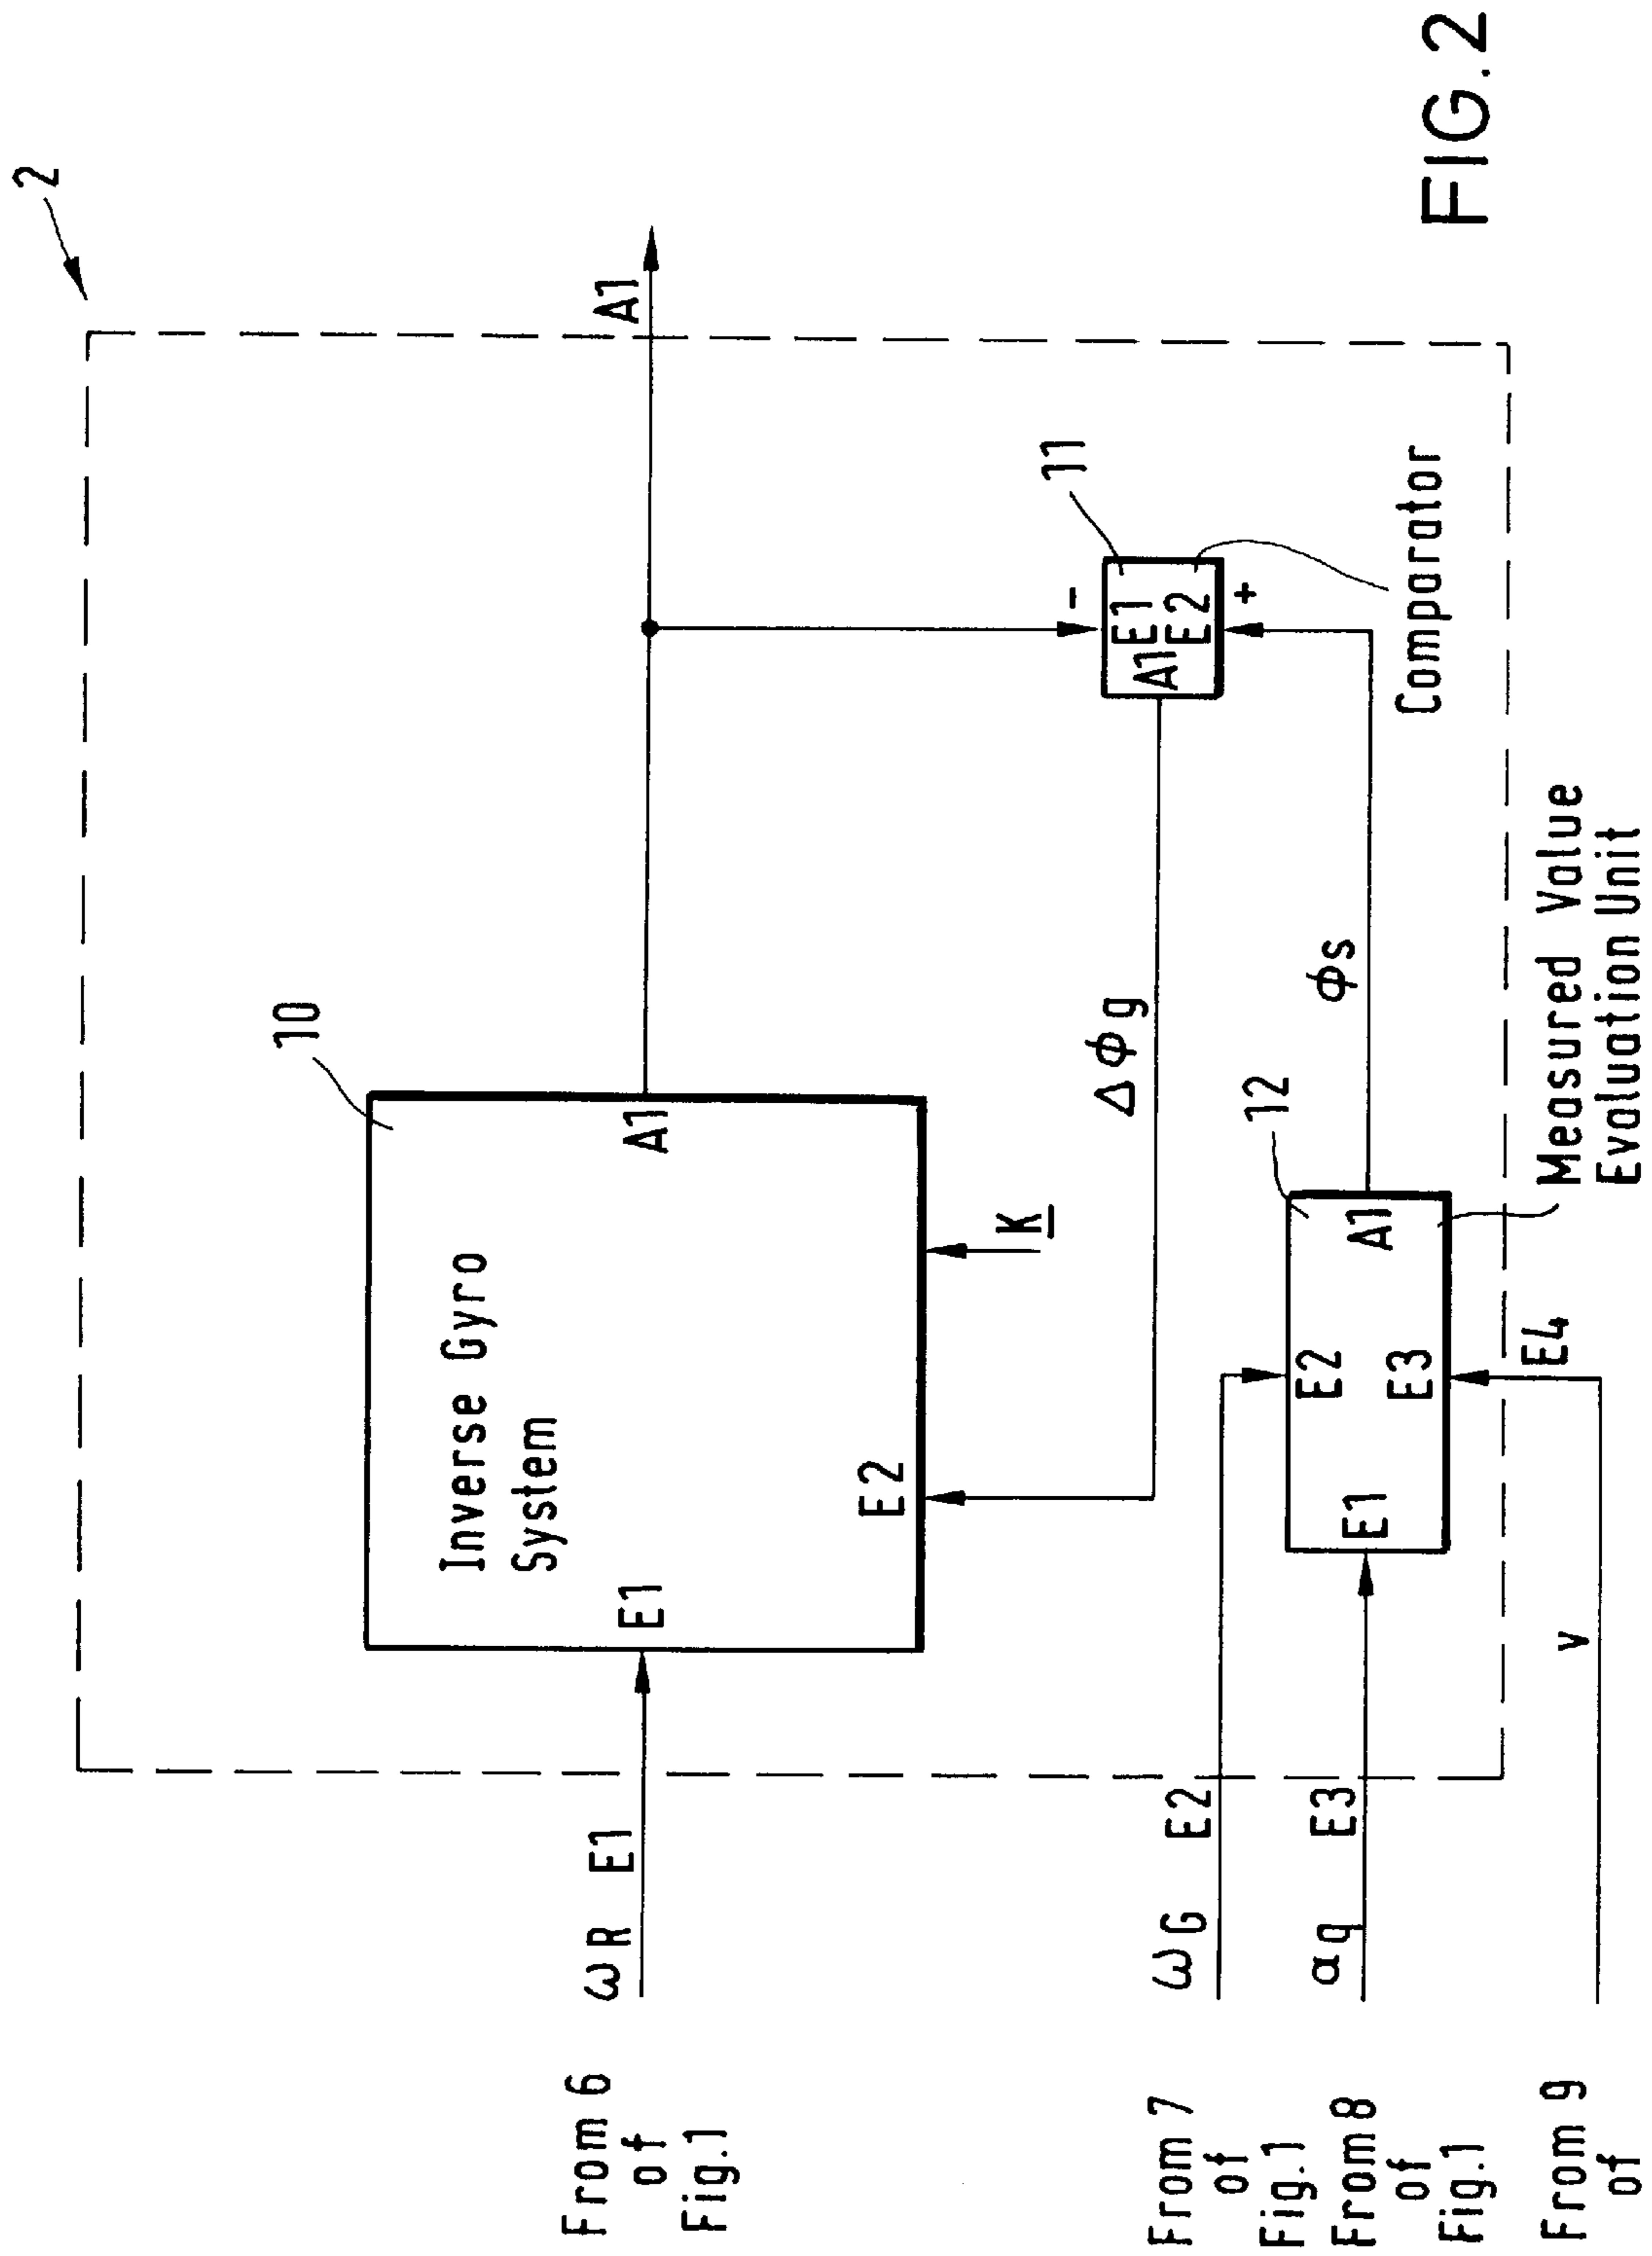 2
10
Inverse Gyro
System
E1
A1
E2
K
ωR E1
From 6
of
Fig.1
A1
11
-
E1
E2
A1
+
Comparator
Δϕg
ϕs
12
E2
E1
E3
A1
Measured Value
Evaluation Unit
E4
ωG E2
From 7
of
Fig.1
αq E3
From 8
of
Fig.1
v
From 9
of
FIG.2